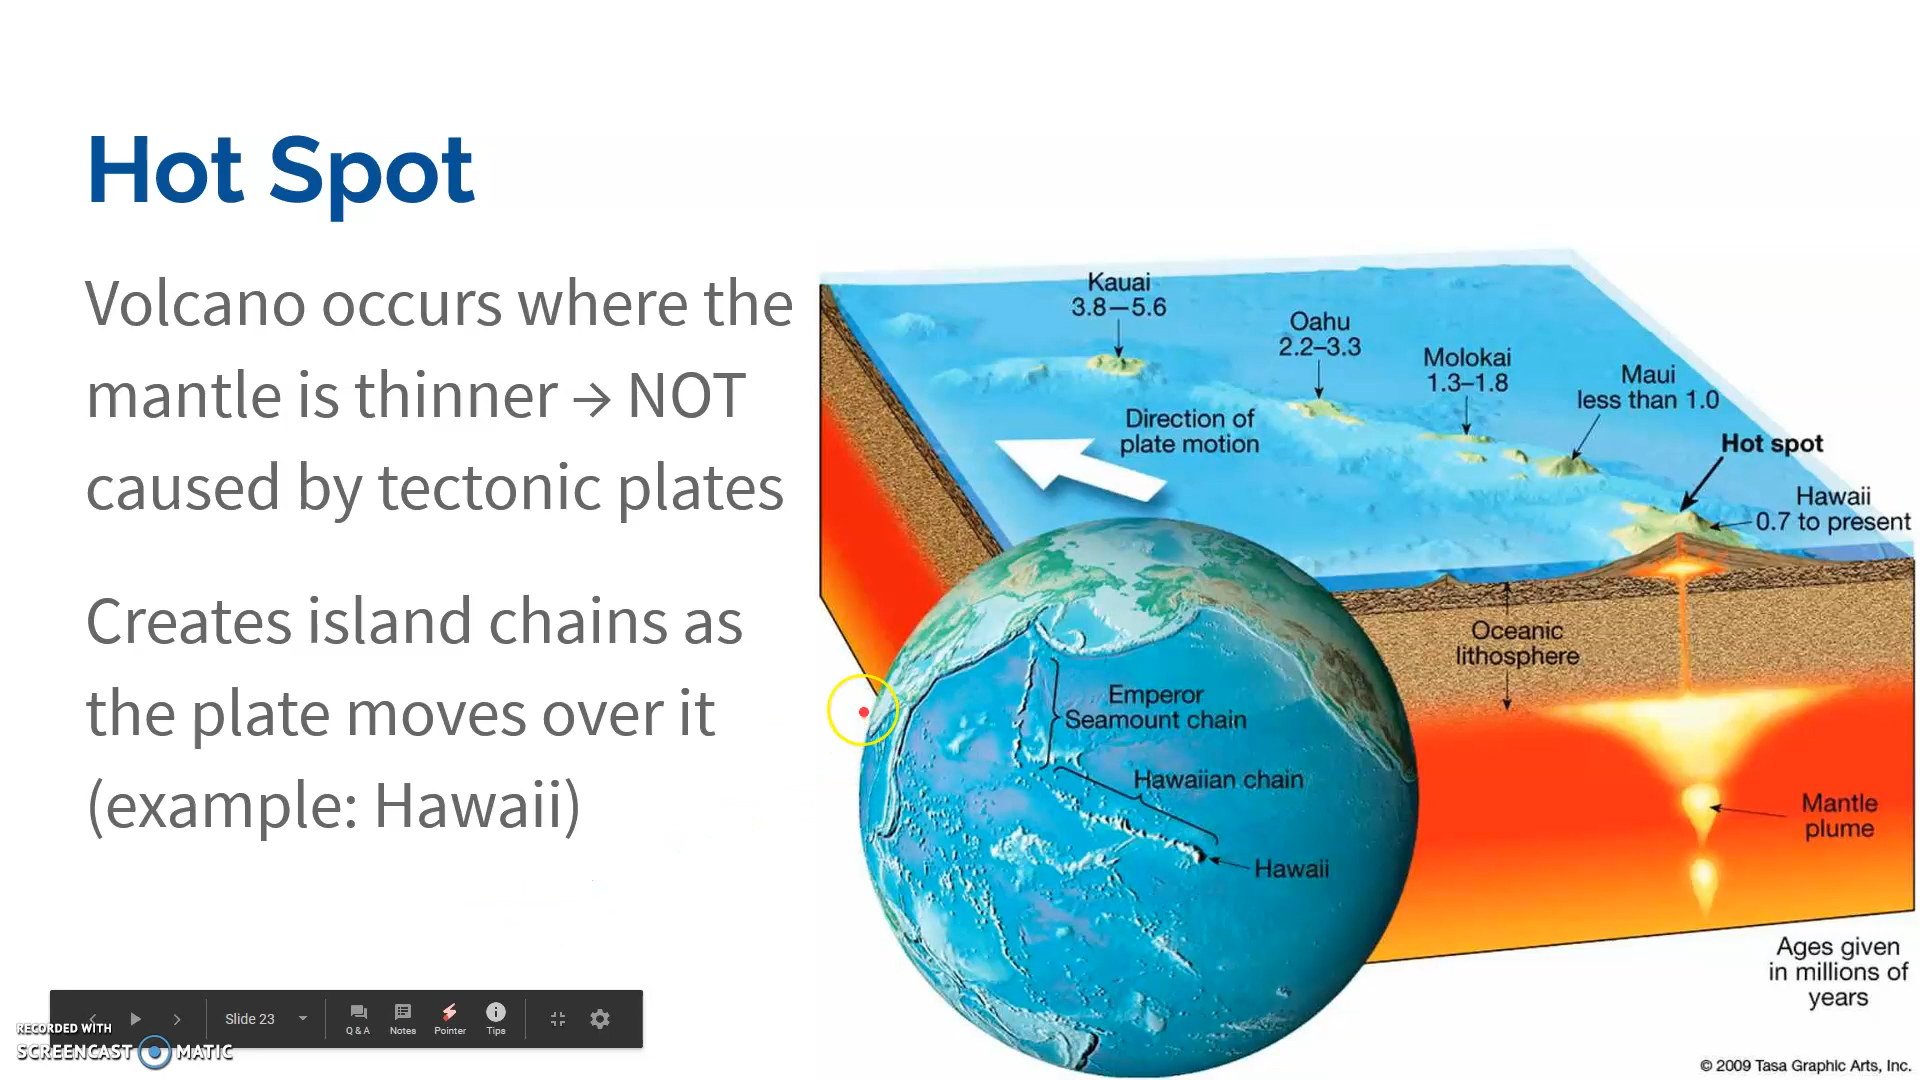 Hot Spot
Volcano occurs where the
mantle is thinner → NOT
caused by tectonic plates
Creates island chains as
the plate moves over it
(example: Hawaii)
Kauai
3.8–5.6
Oahu
2.2–3.3
Molokai
1.3–1.8
Maui
less than 1.0
Direction of
plate motion
Hot spot
Hawaii
0.7 to present
Oceanic
lithosphere
Emperor
Seamount chain
Hawaiian chain
Hawaii
Mantle
plume
Ages given
in millions of
years
Slide 23
Q & A
Notes
Pointer
Tips
RECORDED WITH
SCREENCAST MATIC
© 2009 Tasa Graphic Arts, Inc.